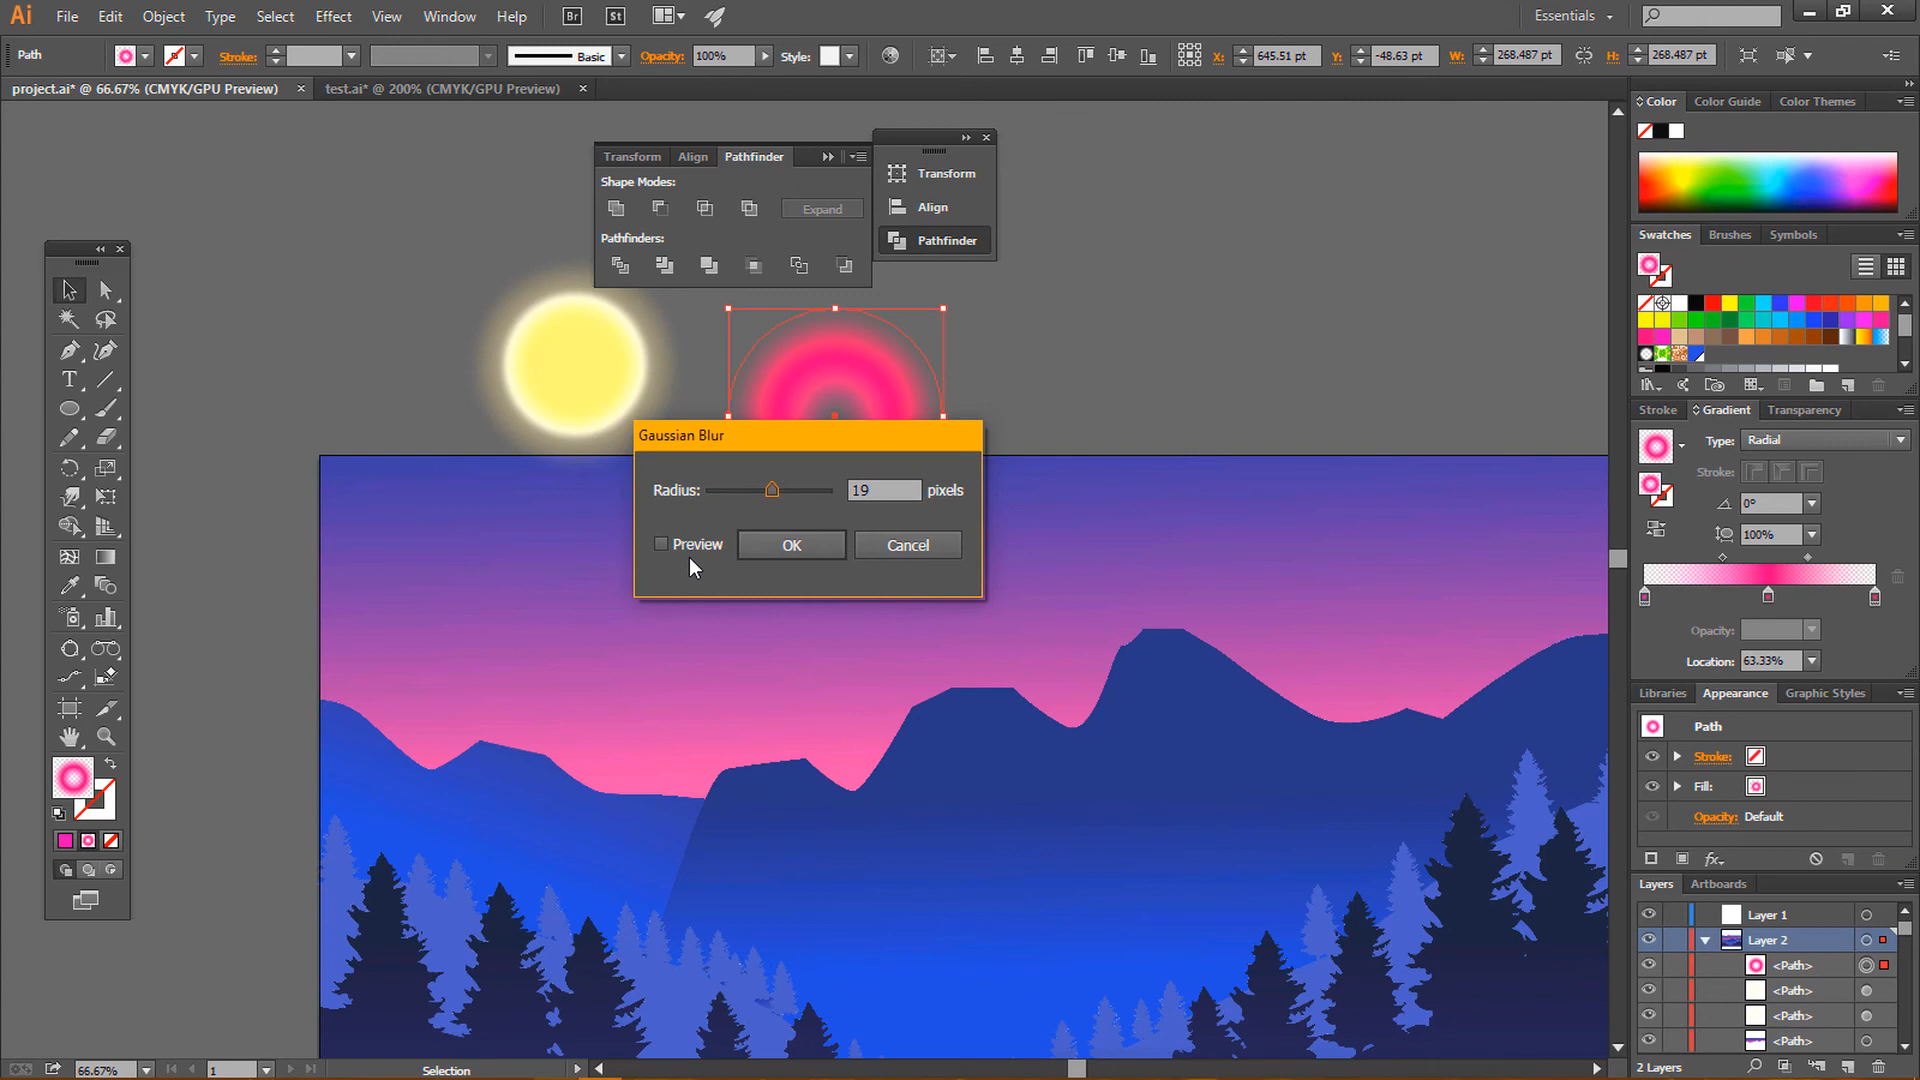 Ai File Edit Object Type Select Effect View Window Help Br St Essentials
Path Stroke: Basic Opacity: 100% Style: X: 645.51 pt Y: -48.63 pt W: 268.487 pt H: 268.487 pt
project.ai* @ 66.67% (CMYK/GPU Preview) test.ai* @ 200% (CMYK/GPU Preview)
Transform Align Pathfinder
Shape Modes:
Expand
Pathfinders:
Transform
Align
Pathfinder
Gaussian Blur
Radius: 19 pixels
Preview OK Cancel
Color Color Guide Color Themes
Swatches Brushes Symbols
Stroke Gradient Transparency
Type: Radial
Stroke:
0°
100%
Opacity:
Location: 63.33%
Libraries Appearance Graphic Styles
Path
Stroke:
Fill:
Opacity: Default
fx
Layers Artboards
Layer 1
Layer 2
<Path>
<Path>
<Path>
<Path>
2 Layers
66.67% 1 Selection